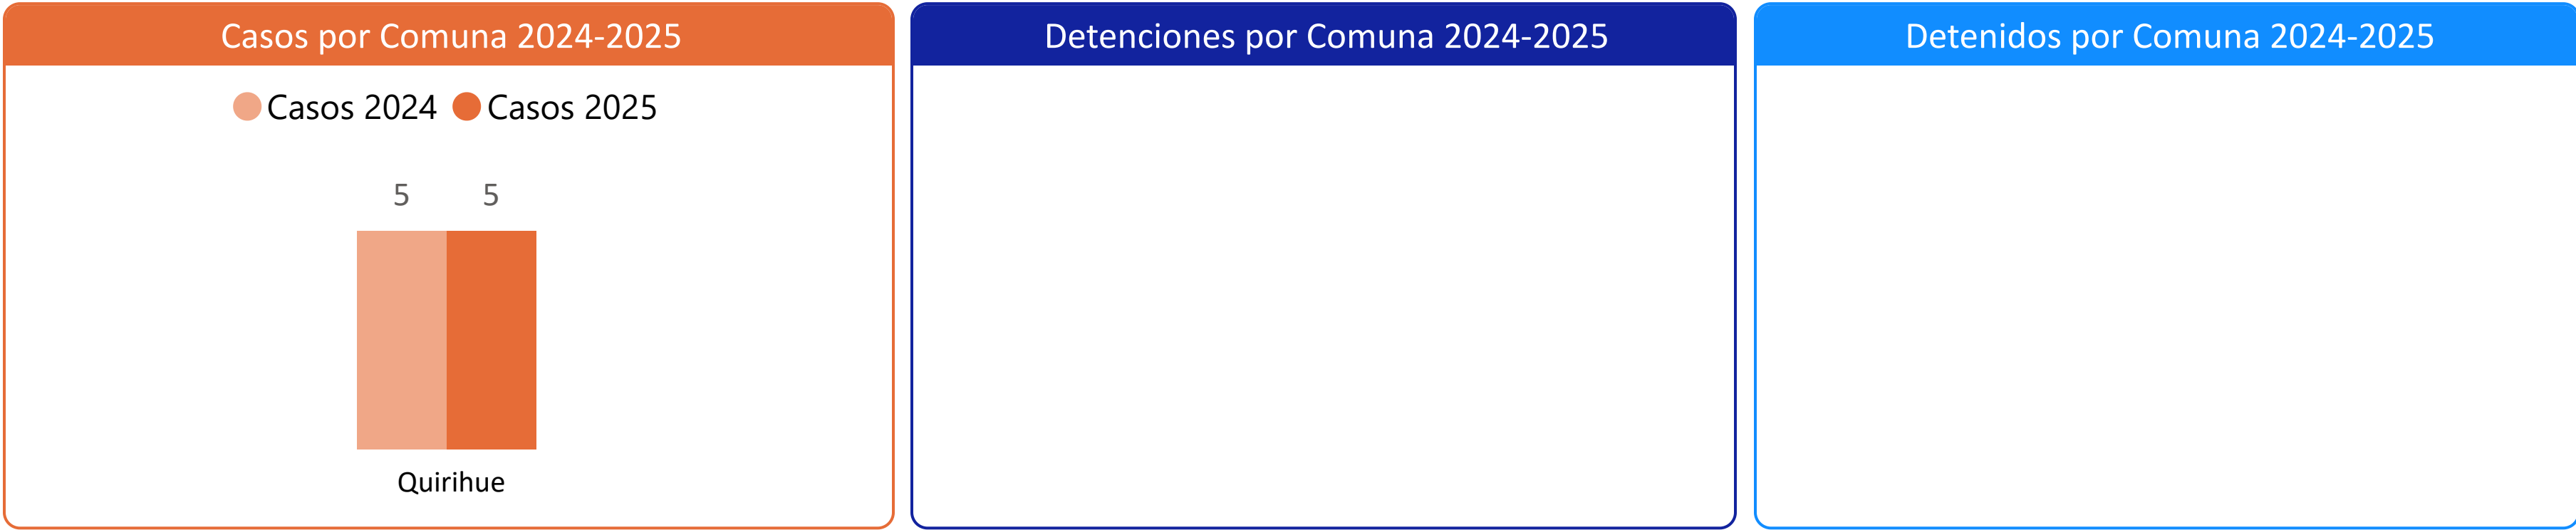 Casos por Comuna 2024-2025
Casos 2024 Casos 2025
5 5
Quirihue
Detenciones por Comuna 2024-2025
Detenidos por Comuna 2024-2025